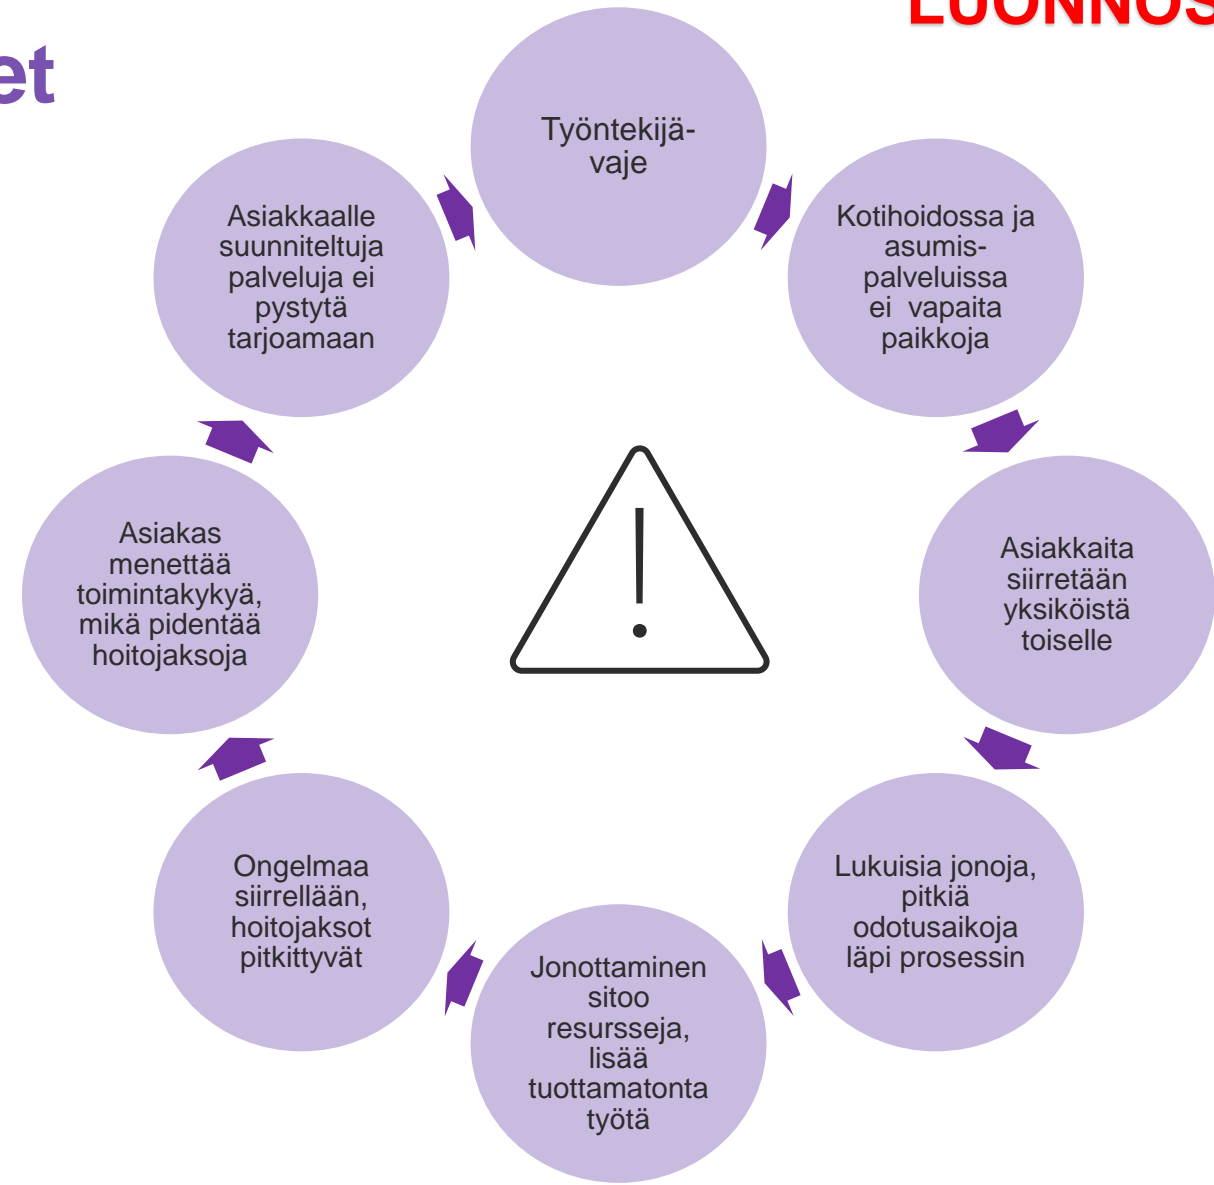 LUONNOS
et
Työntekijä-
vaje
Kotihoidossa ja
asumis-
palveluissa
ei vapaita
paikkoja
Asiakkaita
siirretään
yksiköistä
toiselle
Lukuisia jonoja,
pitkiä
odotusaikoja
läpi prosessin
Jonottaminen
sitoo
resursseja,
lisää
tuottamatonta
työtä
Ongelmaa
siirrellään,
hoitojaksot
pitkittyvät
Asiakas
menettää
toimintakykyä,
mikä pidentää
hoitojaksoja
Asiakkaalle
suunniteltuja
palveluja ei
pystytä
tarjoamaan